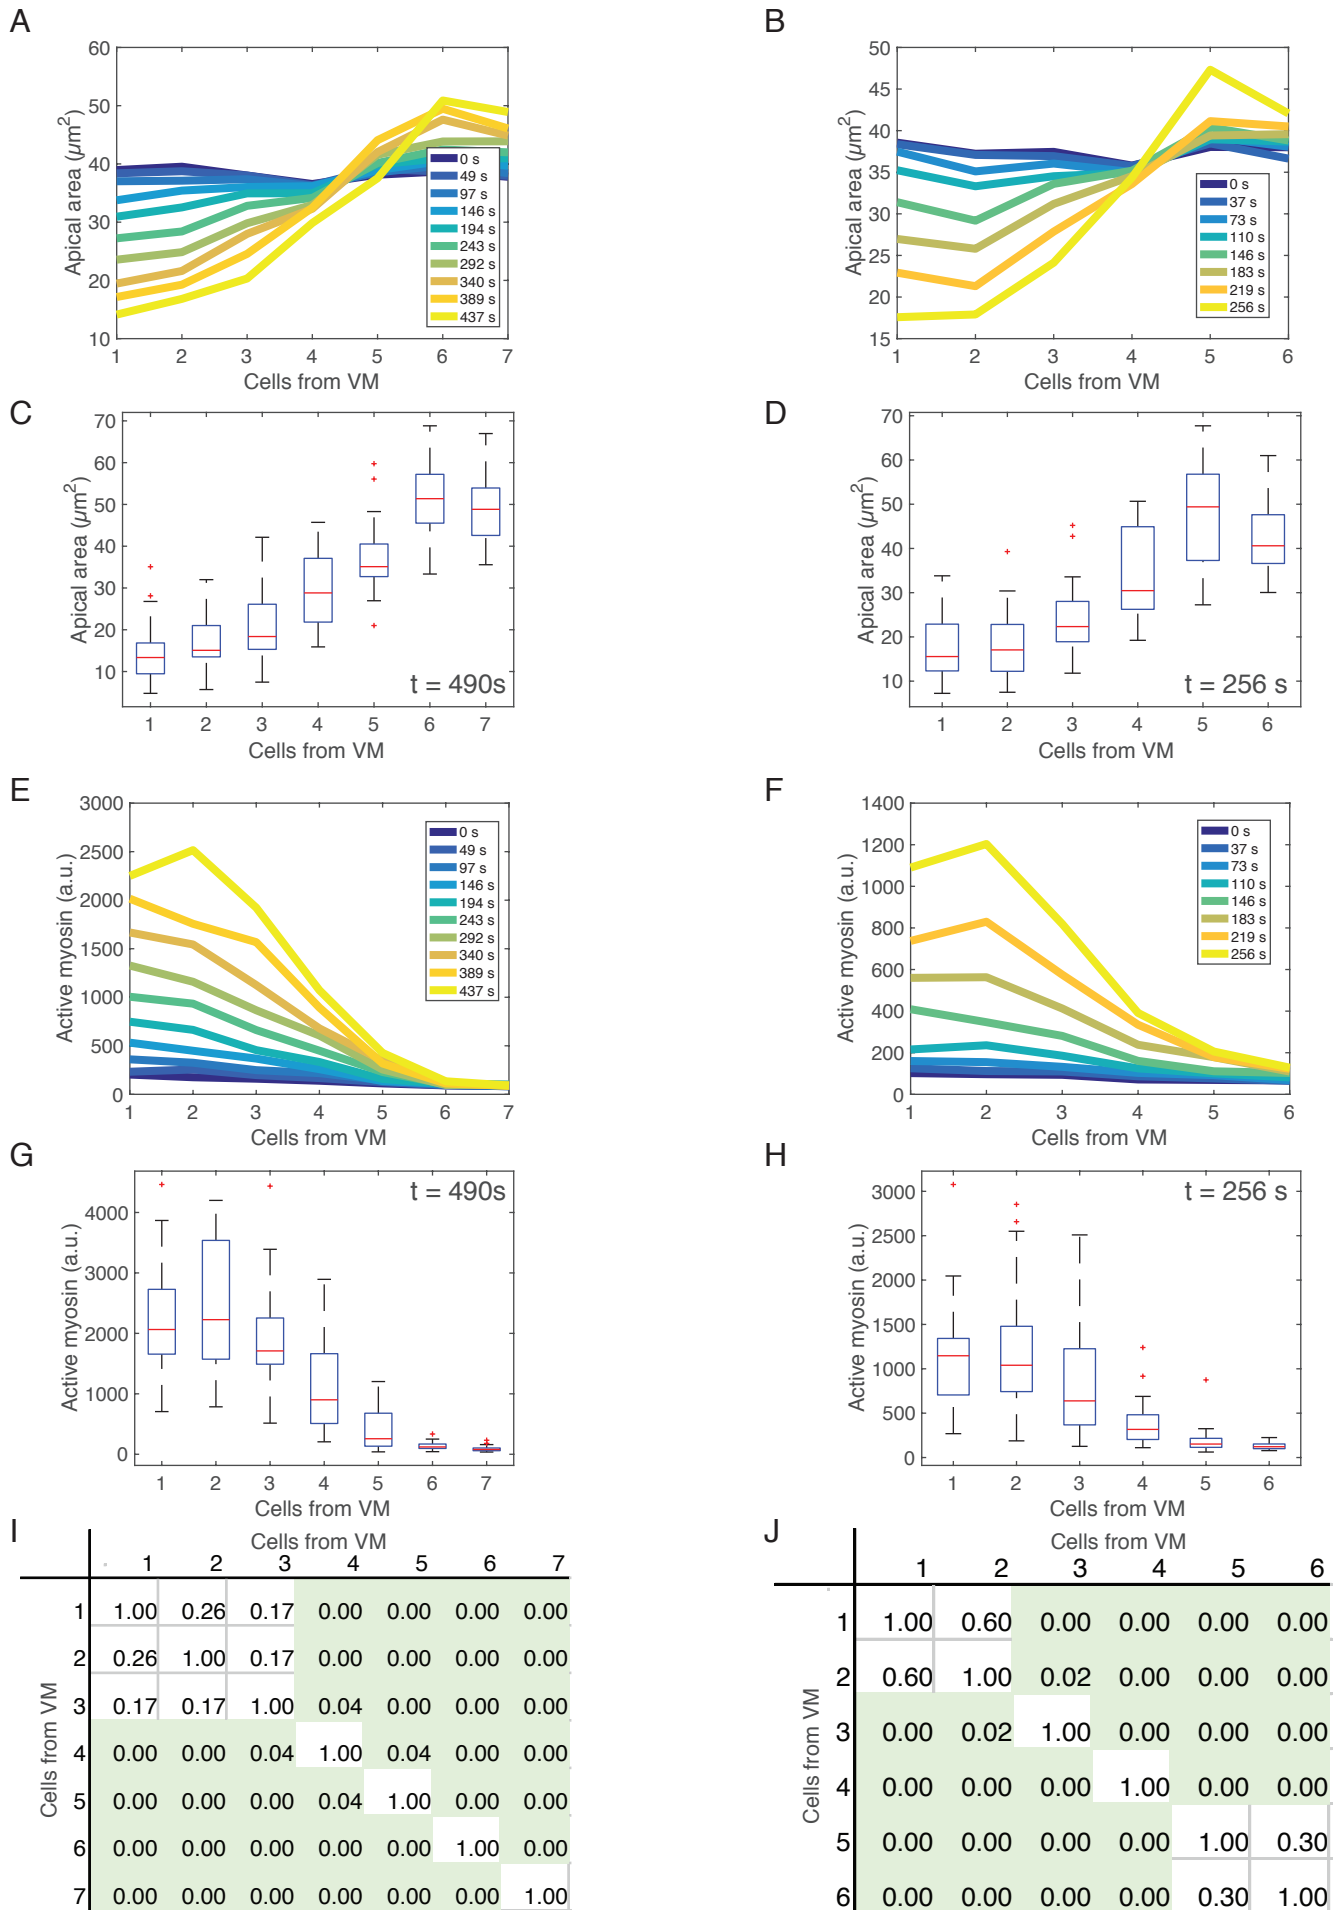 A
60
50
40
30
20
10
Apical area (μm2)
1 2 3 4 5 6 7
Cells from VM
0 s
49 s
97 s
146 s
194 s
243 s
292 s
340 s
389 s
437 s
B
50
45
40
35
30
25
20
15
Apical area (μm2)
1 2 3 4 5 6
Cells from VM
0 s
37 s
73 s
110 s
146 s
183 s
219 s
256 s
C
70
60
50
40
30
20
10
Apical area (μm2)
t = 490s
1 2 3 4 5 6 7
Cells from VM
D
70
60
50
40
30
20
10
Apical area (μm2)
t = 256 s
1 2 3 4 5 6
Cells from VM
E
3000
2500
2000
1500
1000
500
0
Active myosin (a.u.)
1 2 3 4 5 6 7
Cells from VM
0 s
49 s
97 s
146 s
194 s
243 s
292 s
340 s
389 s
437 s
F
1400
1200
1000
800
600
400
200
0
Active myosin (a.u.)
1 2 3 4 5 6
Cells from VM
0 s
37 s
73 s
110 s
146 s
183 s
219 s
256 s
G
4000
3000
2000
1000
0
Active myosin (a.u.)
t = 490s
1 2 3 4 5 6 7
Cells from VM
H
3000
2500
2000
1500
1000
500
0
Active myosin (a.u.)
t = 256 s
1 2 3 4 5 6
Cells from VM
I
Cells from VM
1 2 3 4 5 6 7
Cells from VM
1 1.00 0.26 0.17 0.00 0.00 0.00 0.00
2 0.26 1.00 0.17 0.00 0.00 0.00 0.00
3 0.17 0.17 1.00 0.04 0.00 0.00 0.00
4 0.00 0.00 0.04 1.00 0.04 0.00 0.00
5 0.00 0.00 0.00 0.04 1.00 0.00 0.00
6 0.00 0.00 0.00 0.00 0.00 1.00 0.00
7 0.00 0.00 0.00 0.00 0.00 0.00 1.00
J
Cells from VM
1 2 3 4 5 6
Cells from VM
1 1.00 0.60 0.00 0.00 0.00 0.00
2 0.60 1.00 0.02 0.00 0.00 0.00
3 0.00 0.02 1.00 0.00 0.00 0.00
4 0.00 0.00 0.00 1.00 0.00 0.00
5 0.00 0.00 0.00 0.00 1.00 0.30
6 0.00 0.00 0.00 0.00 0.30 1.00